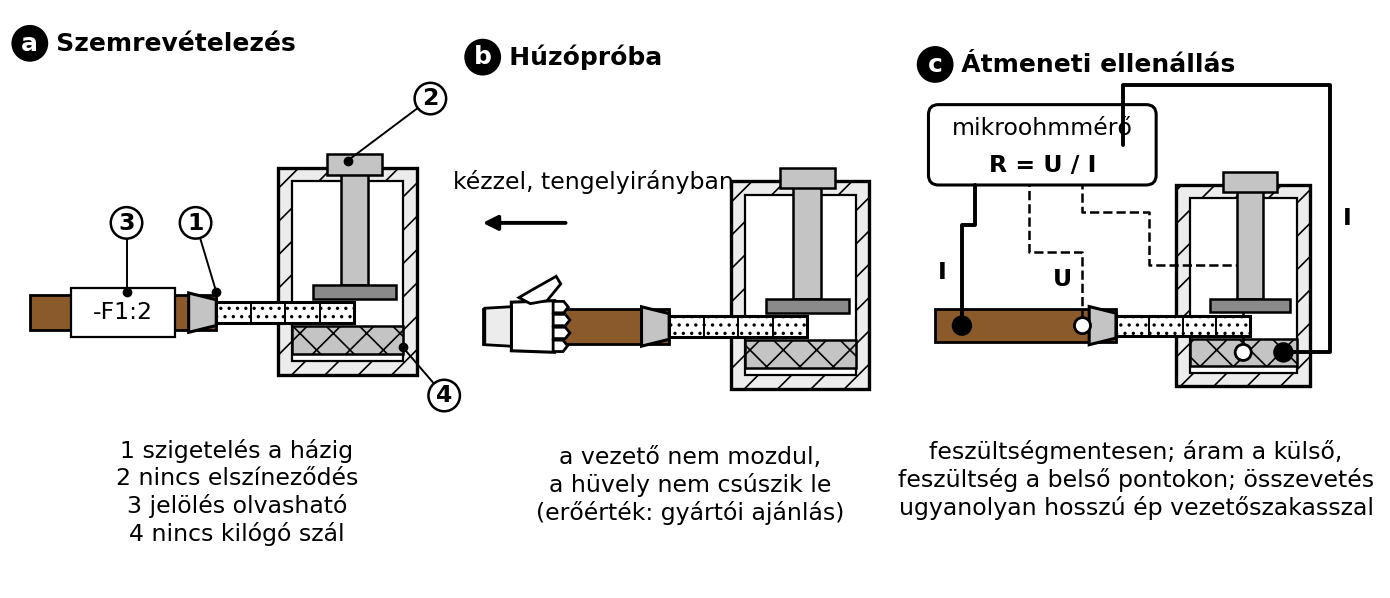 a Szemrevételezés
2
3
1
-F1:2
4
1 szigetelés a házig
2 nincs elszíneződés
3 jelölés olvasható
4 nincs kilógó szál
b Húzópróba
kézzel, tengelyirányban
a vezető nem mozdul,
a hüvely nem csúszik le
(erőérték: gyártói ajánlás)
c Átmeneti ellenállás
mikroohmmérő
R = U / I
I
I
U
feszültségmentesen; áram a külső,
feszültség a belső pontokon; összevetés
ugyanolyan hosszú ép vezetőszakasszal